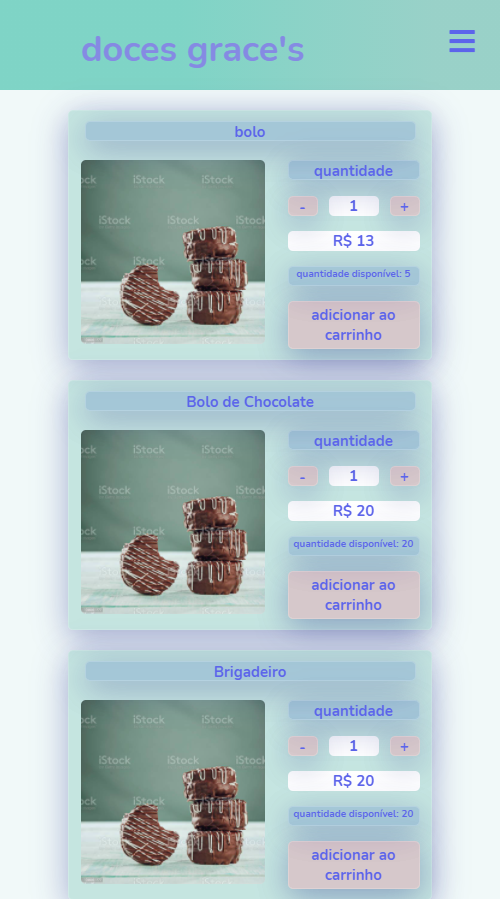 doces grace's
bolo
iStock
iStock
iStock
iStock
iStock
quantidade
- 1 +
R$ 13
quantidade disponível: 5
adicionar ao
carrinho
Bolo de Chocolate
iStock
iStock
iStock
iStock
iStock
quantidade
- 1 +
R$ 20
quantidade disponível: 20
adicionar ao
carrinho
Brigadeiro
iStock
iStock
iStock
iStock
iStock
quantidade
- 1 +
R$ 20
quantidade disponível: 20
adicionar ao
carrinho